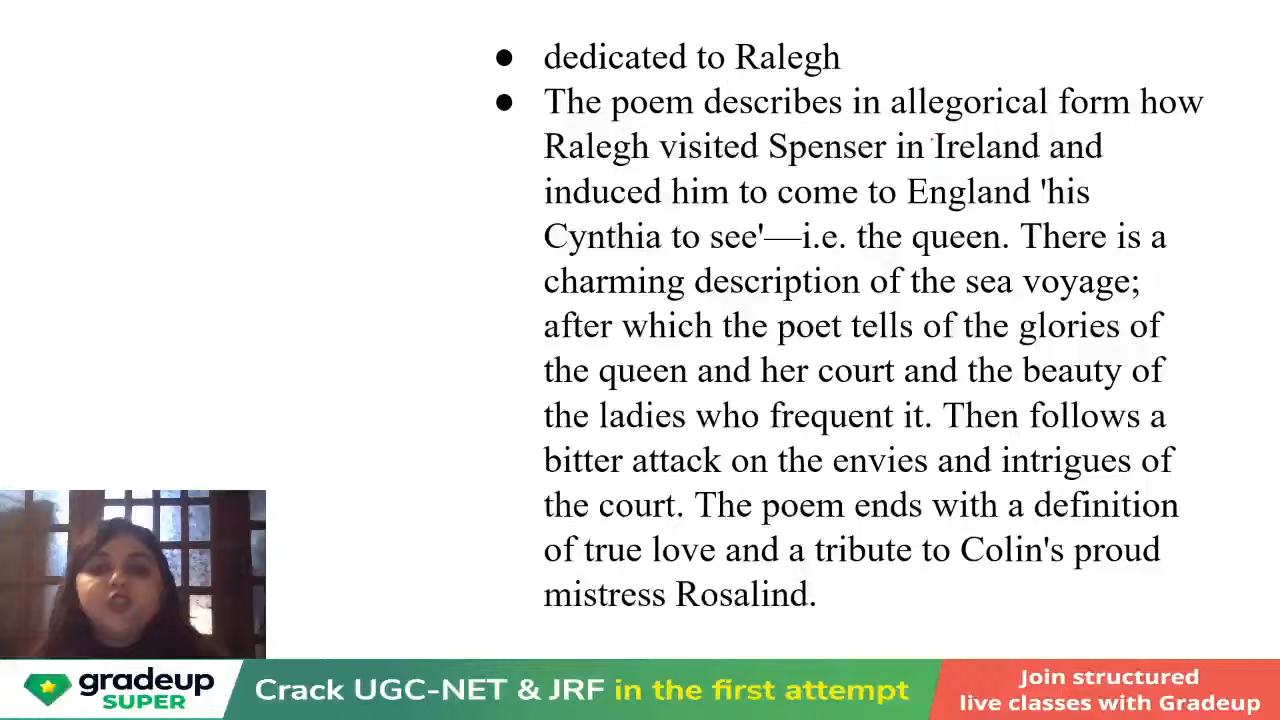 ● dedicated to Ralegh
● The poem describes in allegorical form how
Ralegh visited Spenser in Ireland and
induced him to come to England 'his
Cynthia to see'—i.e. the queen. There is a
charming description of the sea voyage;
after which the poet tells of the glories of
the queen and her court and the beauty of
the ladies who frequent it. Then follows a
bitter attack on the envies and intrigues of
the court. The poem ends with a definition
of true love and a tribute to Colin's proud
mistress Rosalind.
gradeup
SUPER
Crack UGC-NET & JRF in the first attempt
Join structured
live classes with Gradeup